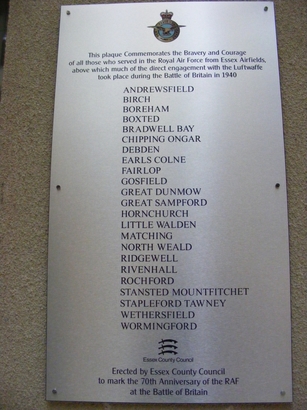 This plaque Commemorates the Bravery and Courage
of all those who served in the Royal Air Force from Essex Airfields,
above which much of the direct engagement with the Luftwaffe
took place during the Battle of Britain in 1940
ANDREWSFIELD
BIRCH
BOREHAM
BOXTED
BRADWELL BAY
CHIPPING ONGAR
DEBDEN
EARLS COLNE
FAIRLOP
GOSFIELD
GREAT DUNMOW
GREAT SAMPFORD
HORNCHURCH
LITTLE WALDEN
MATCHING
NORTH WEALD
RIDGEWELL
RIVENHALL
ROCHFORD
STANSTED MOUNTFITCHET
STAPLEFORD TAWNEY
WETHERSFIELD
WORMINGFORD
Essex County Council
Erected by Essex County Council
to mark the 70th Anniversary of the RAF
at the Battle of Britain